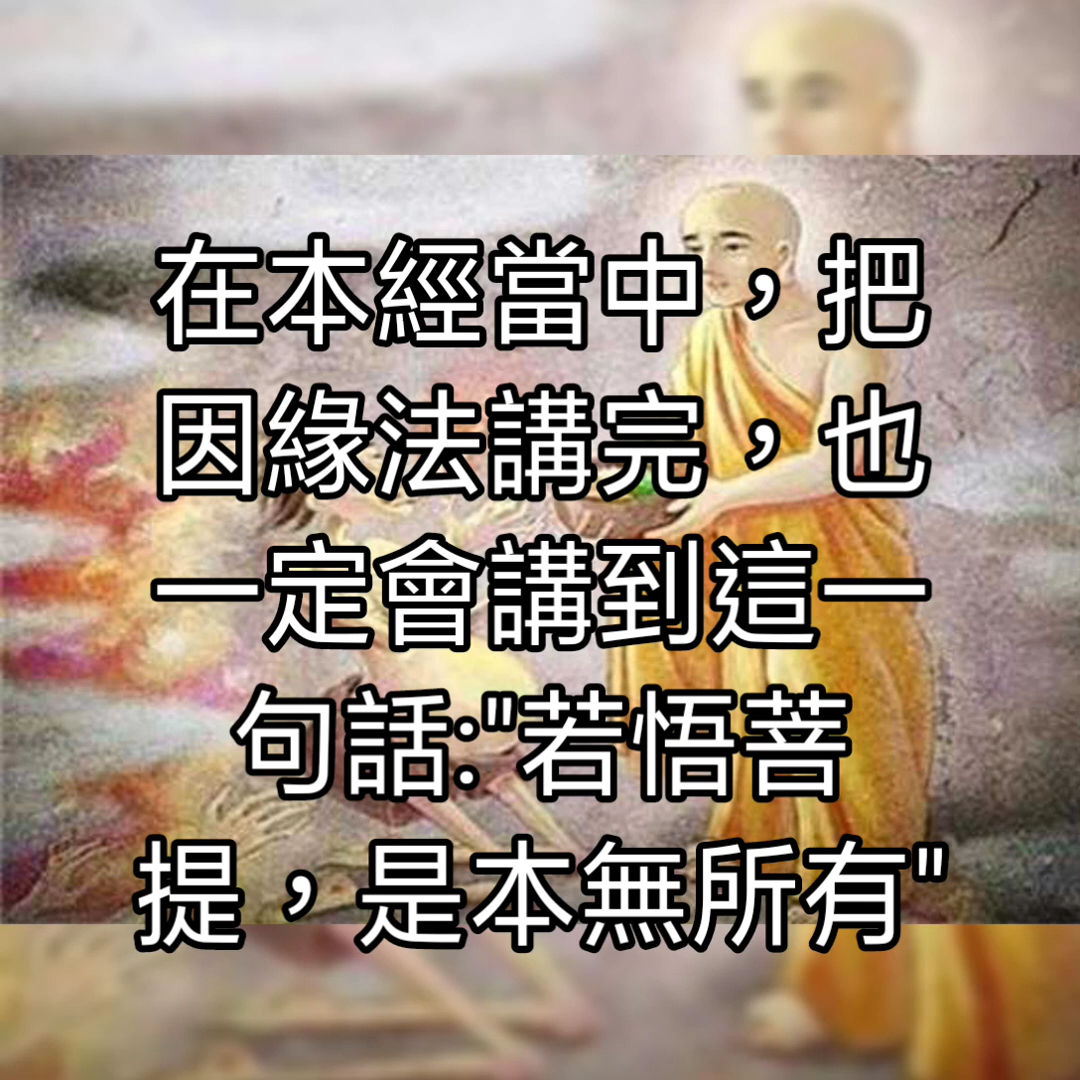 在本經當中，把
因緣法講完，也
一定會講到這一
句話:"若悟菩
提，是本無所有"